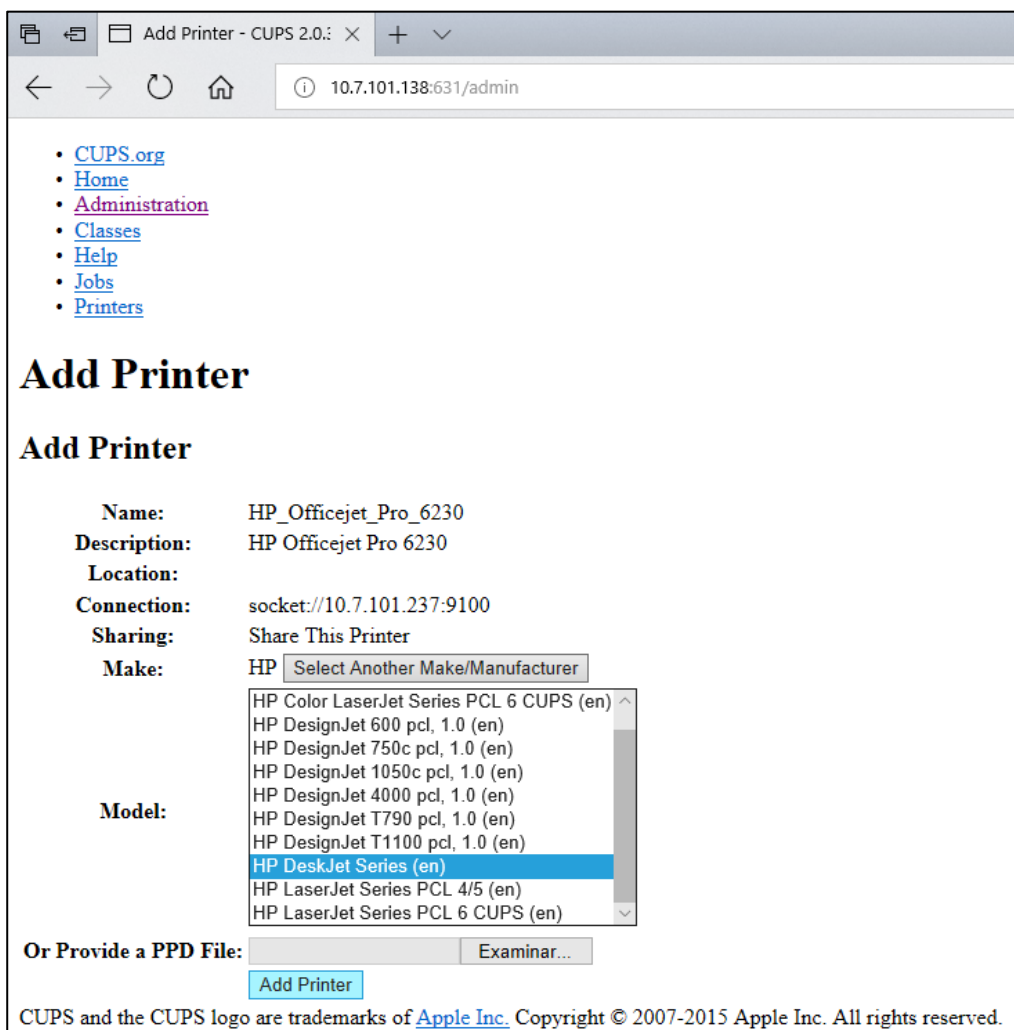 Add Printer - CUPS 2.0.:
10.7.101.138:631/admin
• CUPS.org
• Home
• Administration
• Classes
• Help
• Jobs
• Printers
Add Printer
Add Printer
Name: HP_Officejet_Pro_6230
Description: HP Officejet Pro 6230
Location:
Connection: socket://10.7.101.237:9100
Sharing: Share This Printer
Make: HP Select Another Make/Manufacturer
HP Color LaserJet Series PCL 6 CUPS (en)
HP DesignJet 600 pcl, 1.0 (en)
HP DesignJet 750c pcl, 1.0 (en)
HP DesignJet 1050c pcl, 1.0 (en)
HP DesignJet 4000 pcl, 1.0 (en)
Model: HP DesignJet T790 pcl, 1.0 (en)
HP DesignJet T1100 pcl, 1.0 (en)
HP DeskJet Series (en)
HP LaserJet Series PCL 4/5 (en)
HP LaserJet Series PCL 6 CUPS (en)
Or Provide a PPD File: Examinar...
Add Printer
CUPS and the CUPS logo are trademarks of Apple Inc. Copyright © 2007-2015 Apple Inc. All rights reserved.